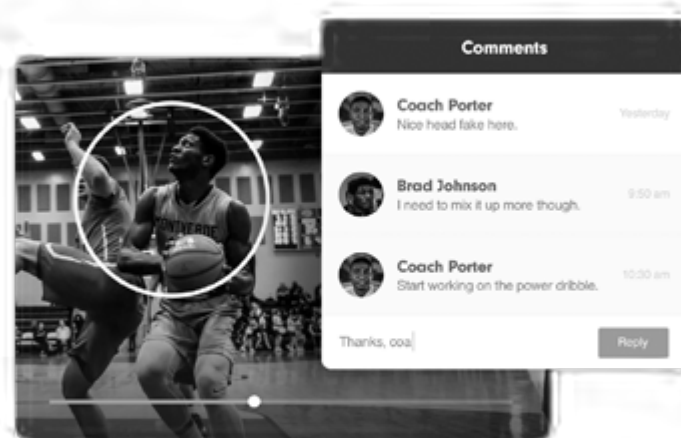 Comments
Coach Porter
Nice head fake here.
Yesterday
Brad Johnson
I need to mix it up more though.
9:50 am
Coach Porter
Start working on the power dribble.
10:30 am
Thanks, coa
Reply
MONTVERDE